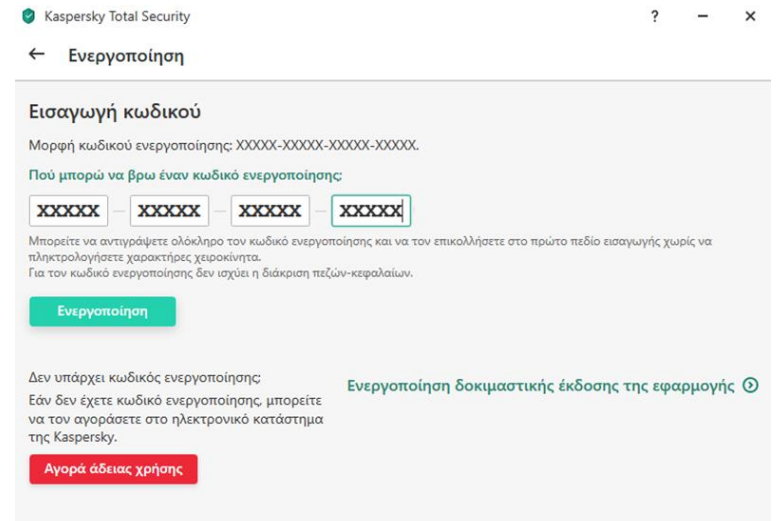 Kaspersky Total Security
?
← Ενεργοποίηση
Εισαγωγή κωδικού
Μορφή κωδικού ενεργοποίησης: XXXXX-XXXXX-XXXXX-XXXXX.
Πού μπορώ να βρω έναν κωδικό ενεργοποίησης;
XXXXX – XXXXX – XXXXX – XXXXX
Μπορείτε να αντιγράψετε ολόκληρο τον κωδικό ενεργοποίησης και να τον επικολλήσετε στο πρώτο πεδίο εισαγωγής χωρίς να
πληκτρολογήσετε χαρακτήρες χειροκίνητα.
Για τον κωδικό ενεργοποίησης δεν ισχύει η διάκριση πεζών-κεφαλαίων.
Ενεργοποίηση
Δεν υπάρχει κωδικός ενεργοποίησης;
Εάν δεν έχετε κωδικό ενεργοποίησης, μπορείτε
να τον αγοράσετε στο ηλεκτρονικό κατάστημα
της Kaspersky.
Αγορά άδειας χρήσης
Ενεργοποίηση δοκιμαστικής έκδοσης της εφαρμογής